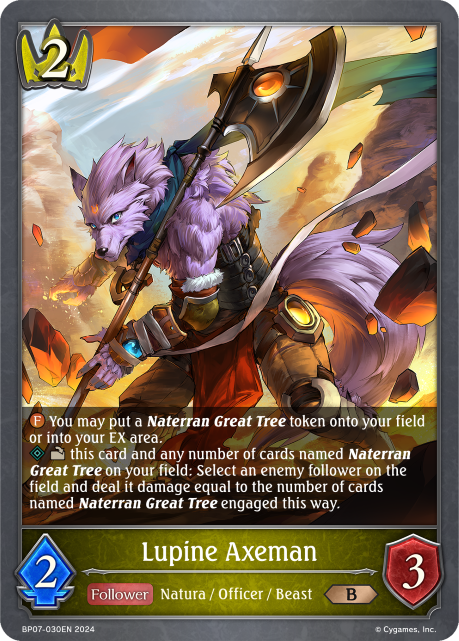 2
F You may put a Naterran Great Tree token onto your field
or into your EX area.
this card and any number of cards named Naterran
Great Tree on your field: Select an enemy follower on the
field and deal it damage equal to the number of cards
named Naterran Great Tree engaged this way.
Lupine Axeman
2
Follower Natura / Officer / Beast B
3
BP07-030EN 2024 © Cygames, Inc.